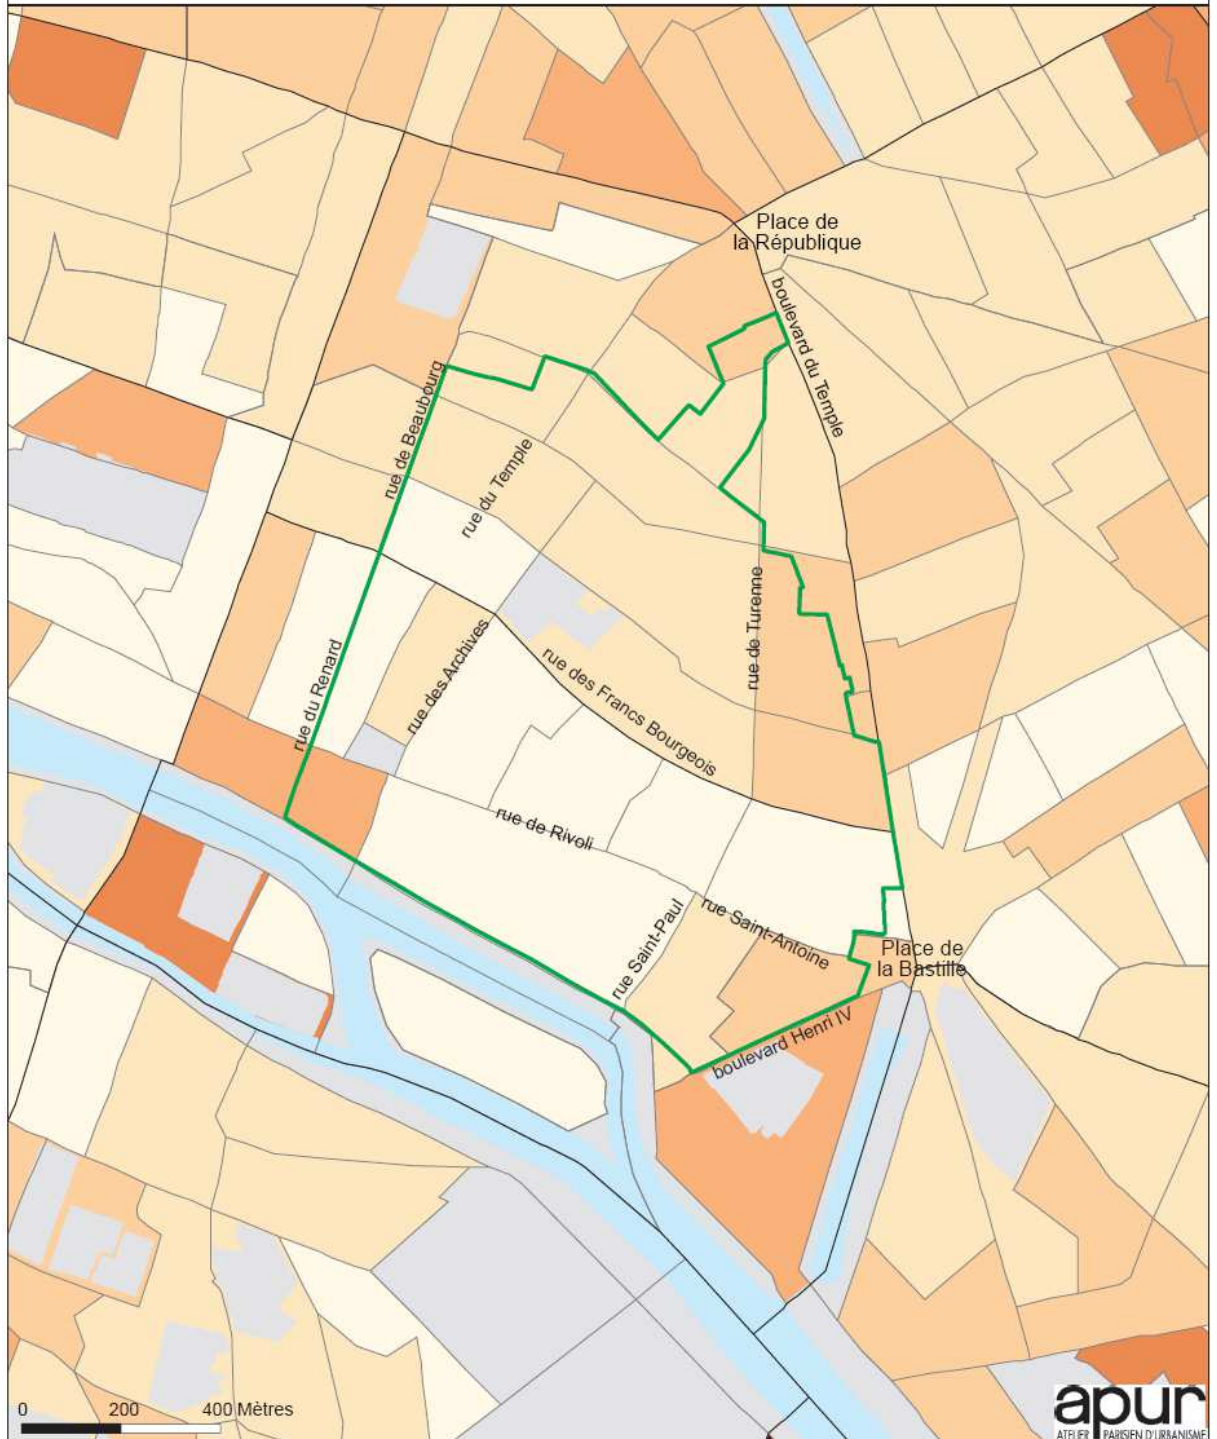 Place de
la République
boulevard du Temple
rue de Beaubourg
rue du Temple
rue de Turenne
rue du Renard
rue des Archives
rue des Francs Bourgeois
rue de Rivoli
rue Saint-Paul
rue Saint-Antoine
Place de
la Bastille
boulevard Henri IV
0 200 400 Mètres
apur
ATELIER PARISIEN D'URBANISME